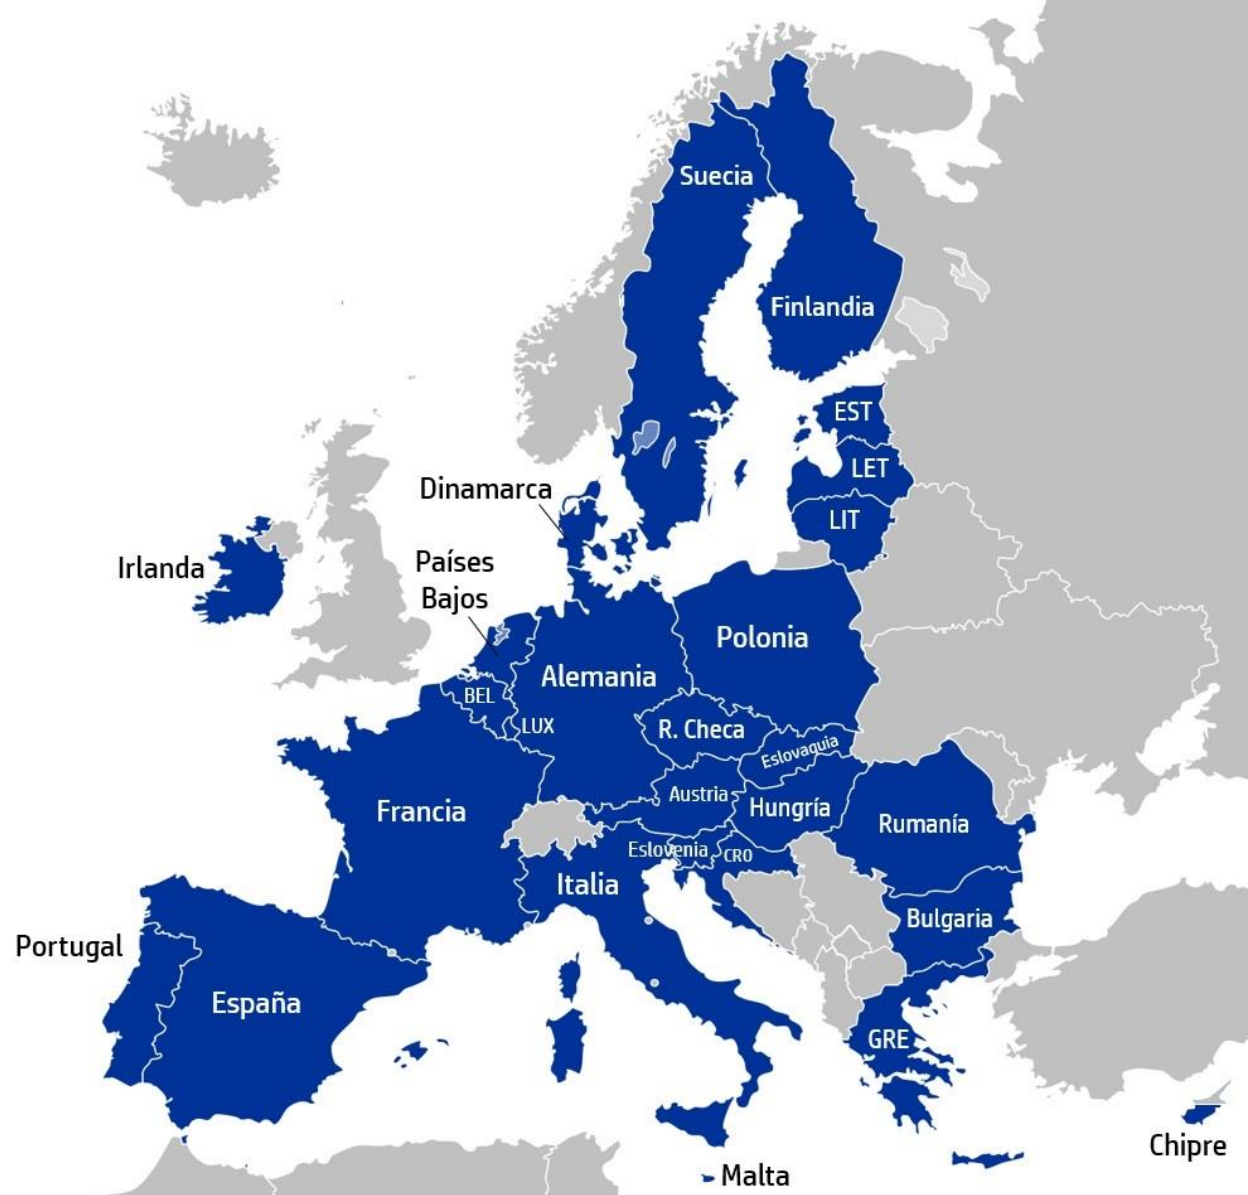 Suecia
Finlandia
EST
LET
LIT
Dinamarca
Irlanda
Países
Bajos
Polonia
Alemania
BEL
LUX
R. Checa
Eslovaquia
Austria
Hungría
Francia
Rumanía
Eslovenia
CRO
Italia
Bulgaria
Portugal
España
GRE
Chipre
Malta